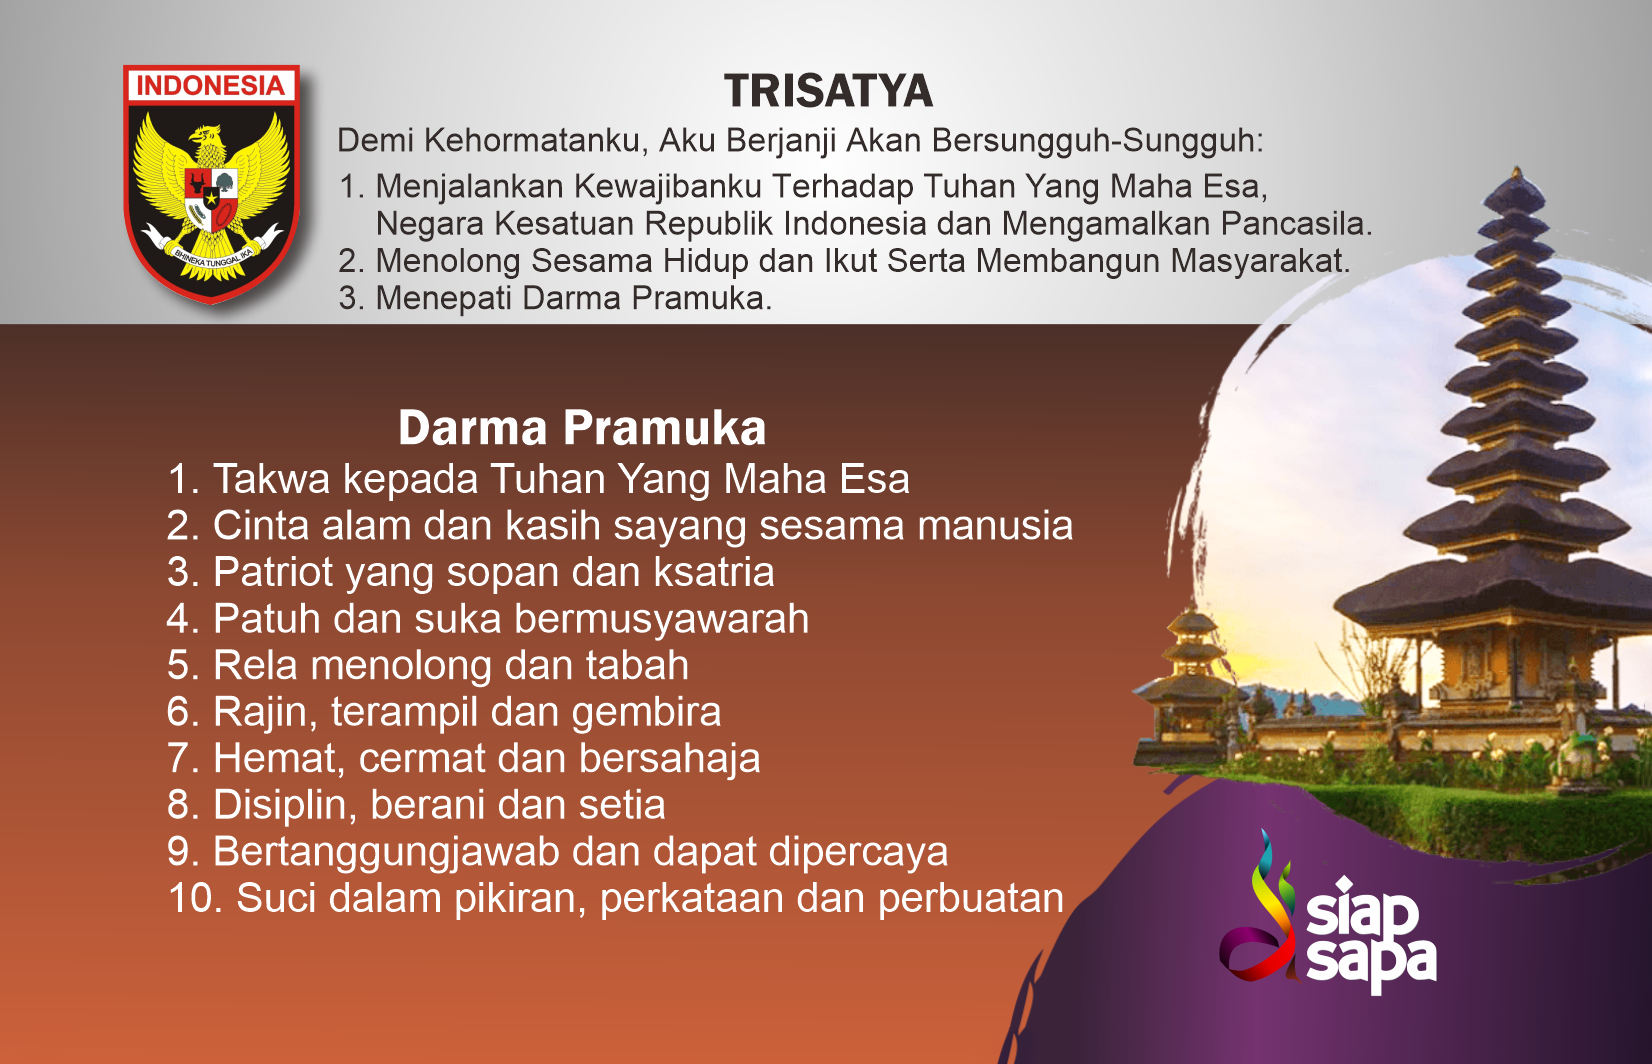 INDONESIA
BHINEKA TUNGGAL IKA
TRISATYA
Demi Kehormatanku, Aku Berjanji Akan Bersungguh-Sungguh:
1. Menjalankan Kewajibanku Terhadap Tuhan Yang Maha Esa,
Negara Kesatuan Republik Indonesia dan Mengamalkan Pancasila.
2. Menolong Sesama Hidup dan Ikut Serta Membangun Masyarakat.
3. Menepati Darma Pramuka.
Darma Pramuka
1. Takwa kepada Tuhan Yang Maha Esa
2. Cinta alam dan kasih sayang sesama manusia
3. Patriot yang sopan dan ksatria
4. Patuh dan suka bermusyawarah
5. Rela menolong dan tabah
6. Rajin, terampil dan gembira
7. Hemat, cermat dan bersahaja
8. Disiplin, berani dan setia
9. Bertanggungjawab dan dapat dipercaya
10. Suci dalam pikiran, perkataan dan perbuatan
siap
sapa